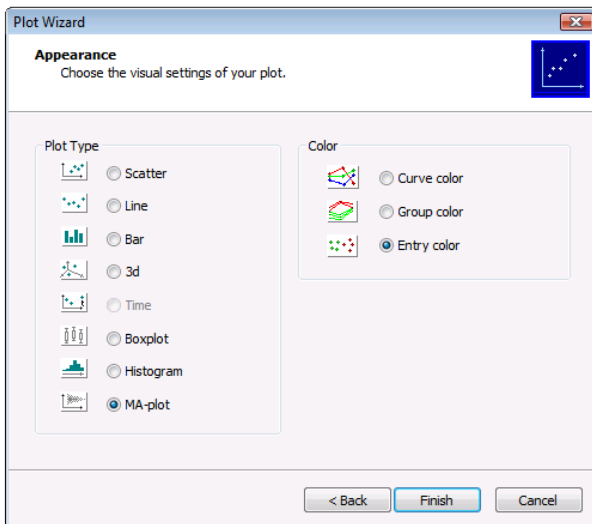 Plot Wizard
Appearance
Choose the visual settings of your plot.
Plot Type
Scatter
Line
Bar
3d
Time
Boxplot
Histogram
MA-plot
Color
Curve color
Group color
Entry color
< Back
Finish
Cancel